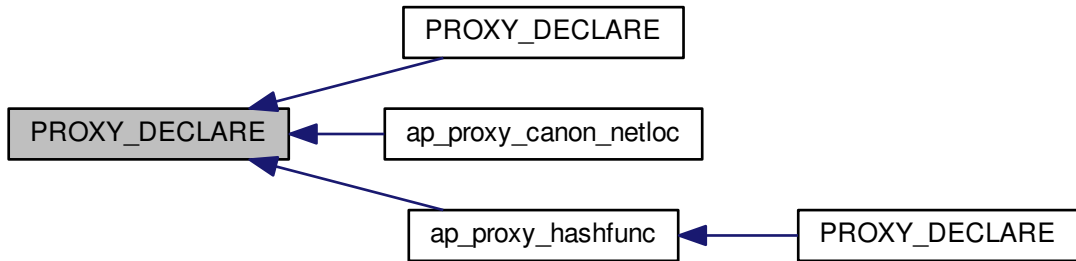 PROXY_DECLARE
PROXY_DECLARE
ap_proxy_canon_netloc
ap_proxy_hashfunc
PROXY_DECLARE